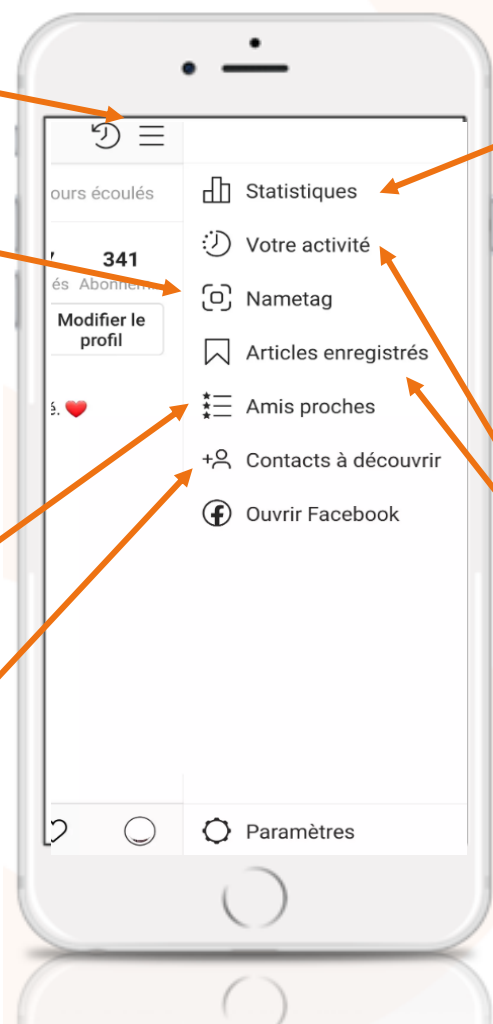 ours écoulés
341
és
Modifier le
profil
é. ❤️
Statistiques
Votre activité
Nametag
Articles enregistrés
Amis proches
Contacts à découvrir
Ouvrir Facebook
Paramètres